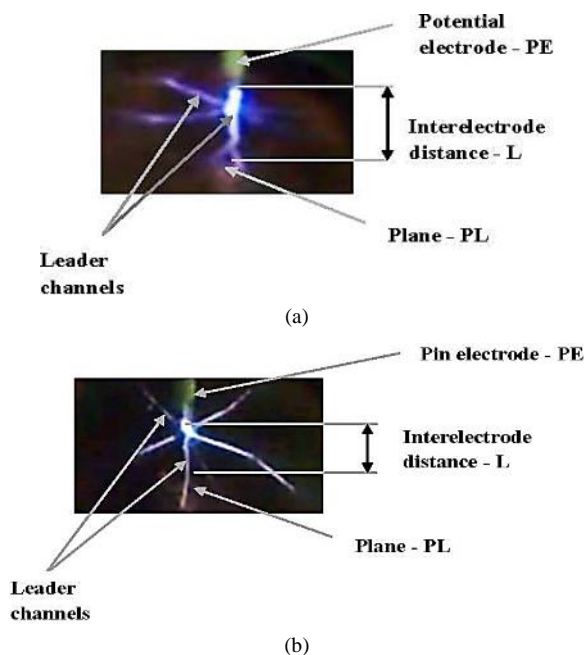 Potential
electrode - PE
Interelectrode
distance - L
Plane - PL
Leader
channels
(a)
Pin electrode - PE
Interelectrode
distance - L
Plane - PL
Leader
channels
(b)